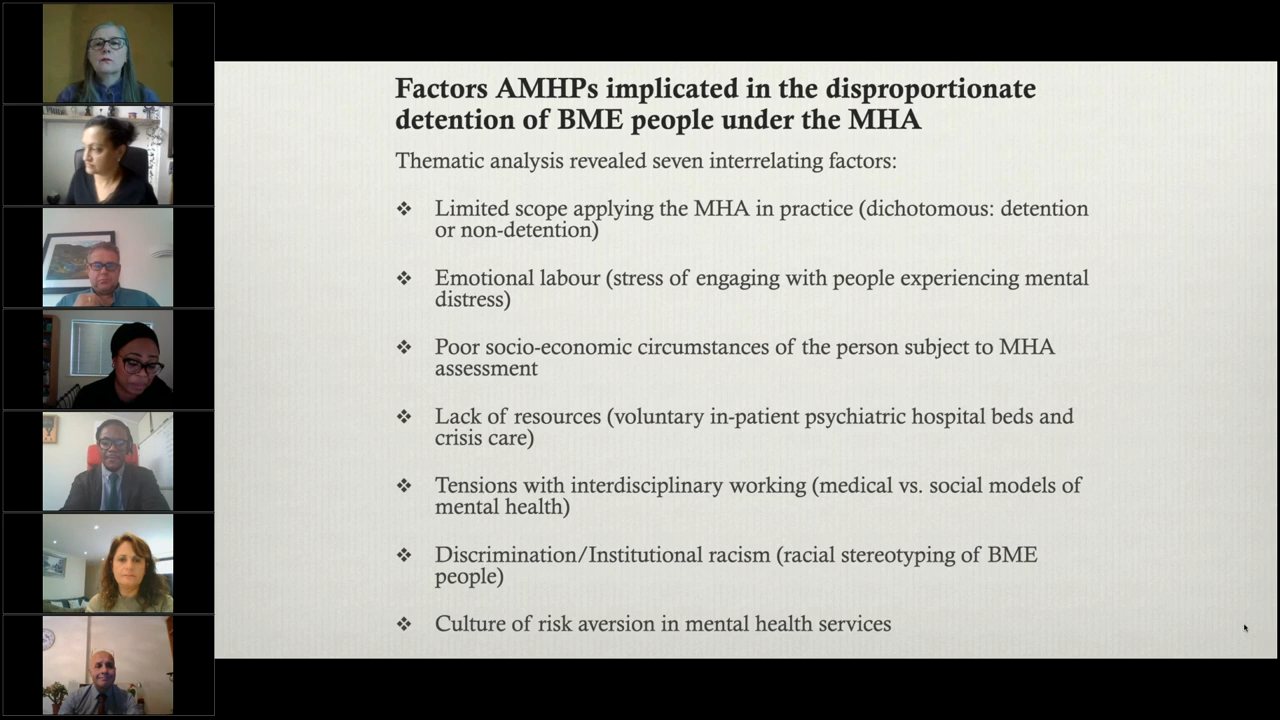 Factors AMHPs implicated in the disproportionate
detention of BME people under the MHA
Thematic analysis revealed seven interrelating factors:
❖ Limited scope applying the MHA in practice (dichotomous: detention
or non-detention)
❖ Emotional labour (stress of engaging with people experiencing mental
distress)
❖ Poor socio-economic circumstances of the person subject to MHA
assessment
❖ Lack of resources (voluntary in-patient psychiatric hospital beds and
crisis care)
❖ Tensions with interdisciplinary working (medical vs. social models of
mental health)
❖ Discrimination/Institutional racism (racial stereotyping of BME
people)
❖ Culture of risk aversion in mental health services